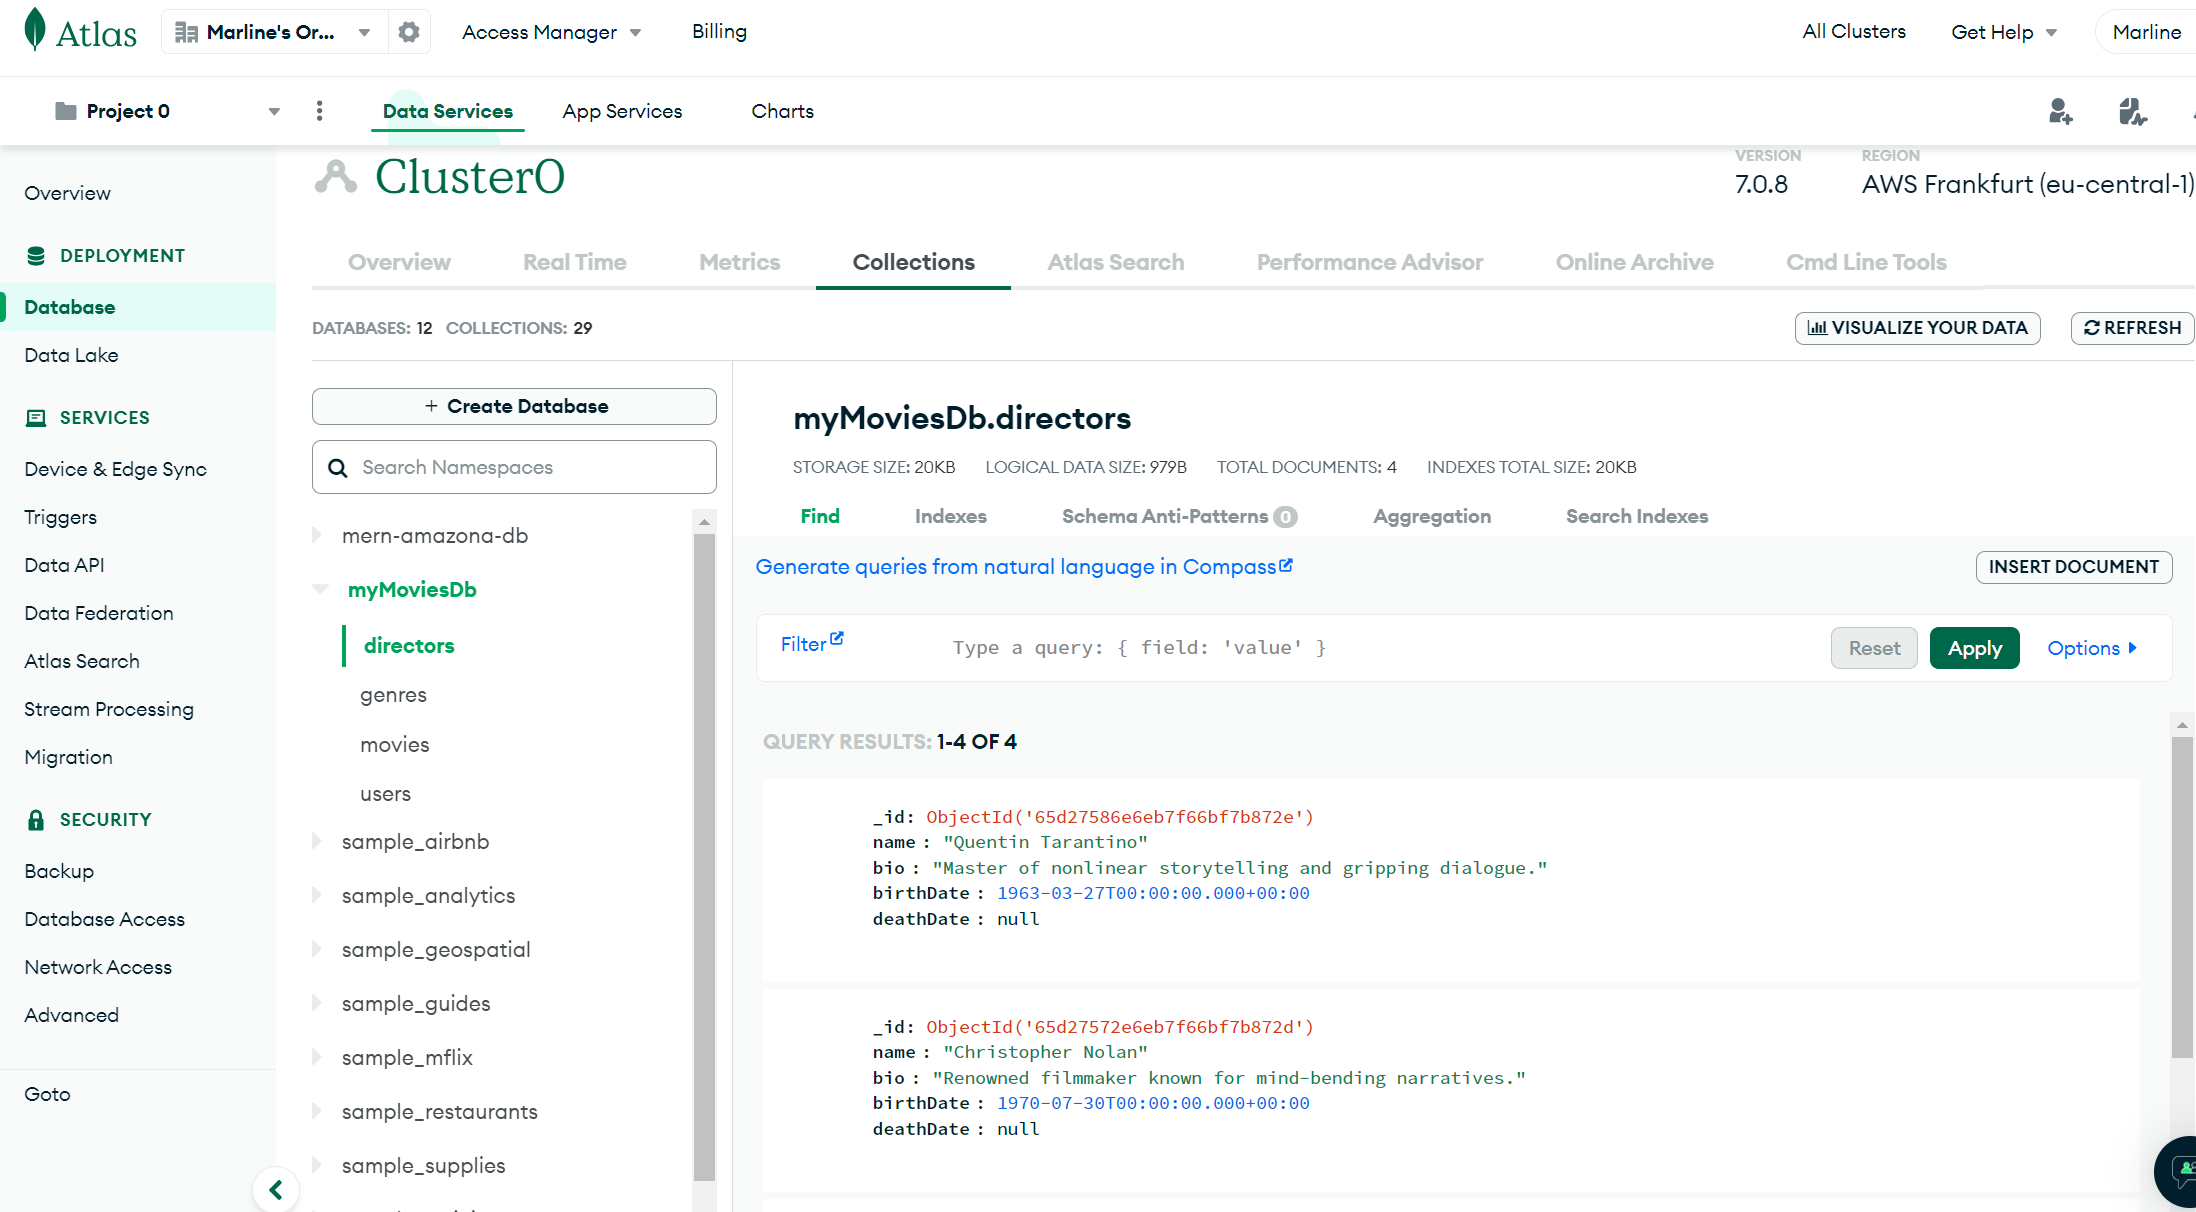 Atlas
Marline's Or...
Access Manager
Billing
All Clusters
Get Help
Marline
Project 0
Data Services
App Services
Charts
Cluster0
VERSION
7.0.8
REGION
AWS Frankfurt (eu-central-1)
Overview
DEPLOYMENT
Database
Data Lake
SERVICES
Device & Edge Sync
Triggers
Data API
Data Federation
Atlas Search
Stream Processing
Migration
SECURITY
Backup
Database Access
Network Access
Advanced
Goto
Overview
Real Time
Metrics
Collections
Atlas Search
Performance Advisor
Online Archive
Cmd Line Tools
DATABASES: 12 COLLECTIONS: 29
VISUALIZE YOUR DATA
REFRESH
+ Create Database
Search Namespaces
mern-amazona-db
myMoviesDb
directors
genres
movies
users
sample_airbnb
sample_analytics
sample_geospatial
sample_guides
sample_mflix
sample_restaurants
sample_supplies
myMoviesDb.directors
STORAGE SIZE: 20KB LOGICAL DATA SIZE: 979B TOTAL DOCUMENTS: 4 INDEXES TOTAL SIZE: 20KB
Find
Indexes
Schema Anti-Patterns 0
Aggregation
Search Indexes
Generate queries from natural language in Compass
INSERT DOCUMENT
Filter
Type a query: { field: 'value' }
Reset
Apply
Options
QUERY RESULTS: 1-4 OF 4
_id: ObjectId('65d27586e6eb7f66bf7b872e')
name : "Quentin Tarantino"
bio : "Master of nonlinear storytelling and gripping dialogue."
birthDate : 1963-03-27T00:00:00.000+00:00
deathDate : null
_id: ObjectId('65d27572e6eb7f66bf7b872d')
name : "Christopher Nolan"
bio : "Renowned filmmaker known for mind-bending narratives."
birthDate : 1970-07-30T00:00:00.000+00:00
deathDate : null